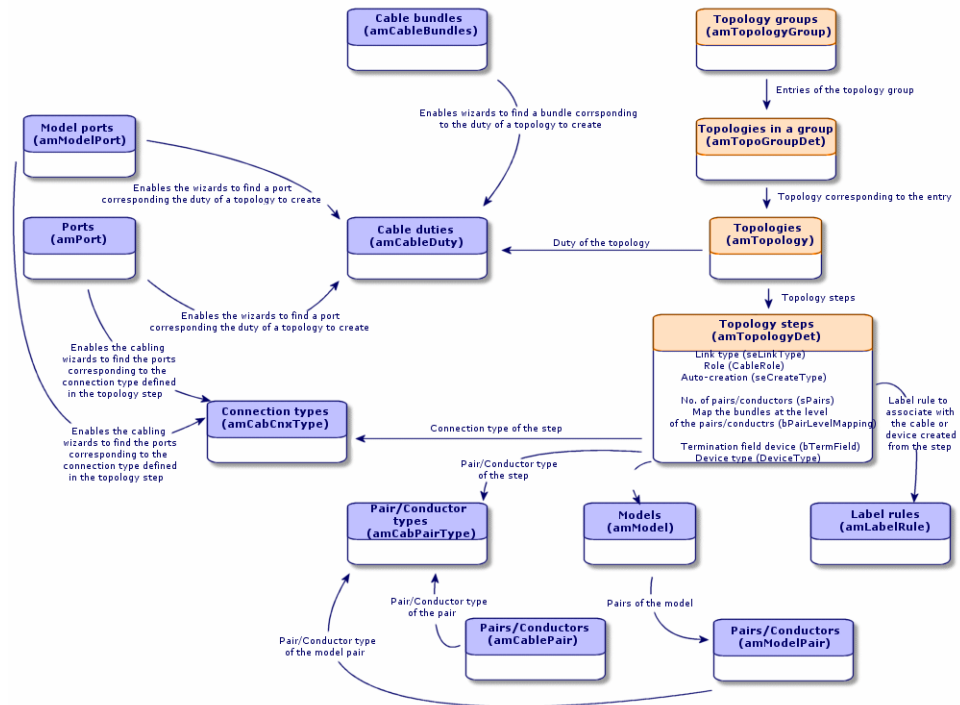 Cable bundles
(amCableBundles)
Topology groups
(amTopologyGroup)
Entries of the topology group
Enables wizards to find a bundle corrsponding
to the duty of a topology to create
Model ports
(amModelPort)
Topologies in a group
(amTopoGroupDet)
Enables the wizards to find a port
corresponding the duty of a topology to create
Topology corresponding to the entry
Ports
(amPort)
Cable duties
(amCableDuty)
Topologies
(amTopology)
Duty of the topology
Topology steps
Enables the wizards to find a port
corresponding the duty of a topology to create
Topology steps
(amTopologyDet)
Link type (seLinkType)
Role (CableRole)
Auto-creation (seCreateType)
No. of pairs/conductors (sPairs)
Map the bundles at the level
of the pairs/conductrs (bPairLevelMapping)
Termination field device (bTermField)
Device type (DeviceType)
Enables the cabling
wizards to find the ports
corresponding to the
connection type defined
in the topology step
Label rule to
associate with
the cable or
device created
from the step
Connection types
(amCabCnxType)
Enables the cabling
wizards to find the ports
corresponding to the
connection type defined
in the topology step
Connection type of the step
Pair/Conductor type
of the step
Pair/Conductor
types
(amCabPairType)
Models
(amModel)
Label rules
(amLabelRule)
Pair/Conductor type
of the pair
Pairs of the model
Pair/Conductor type
of the model pair
Pairs/Conductors
(amCablePair)
Pairs/Conductors
(amModelPair)